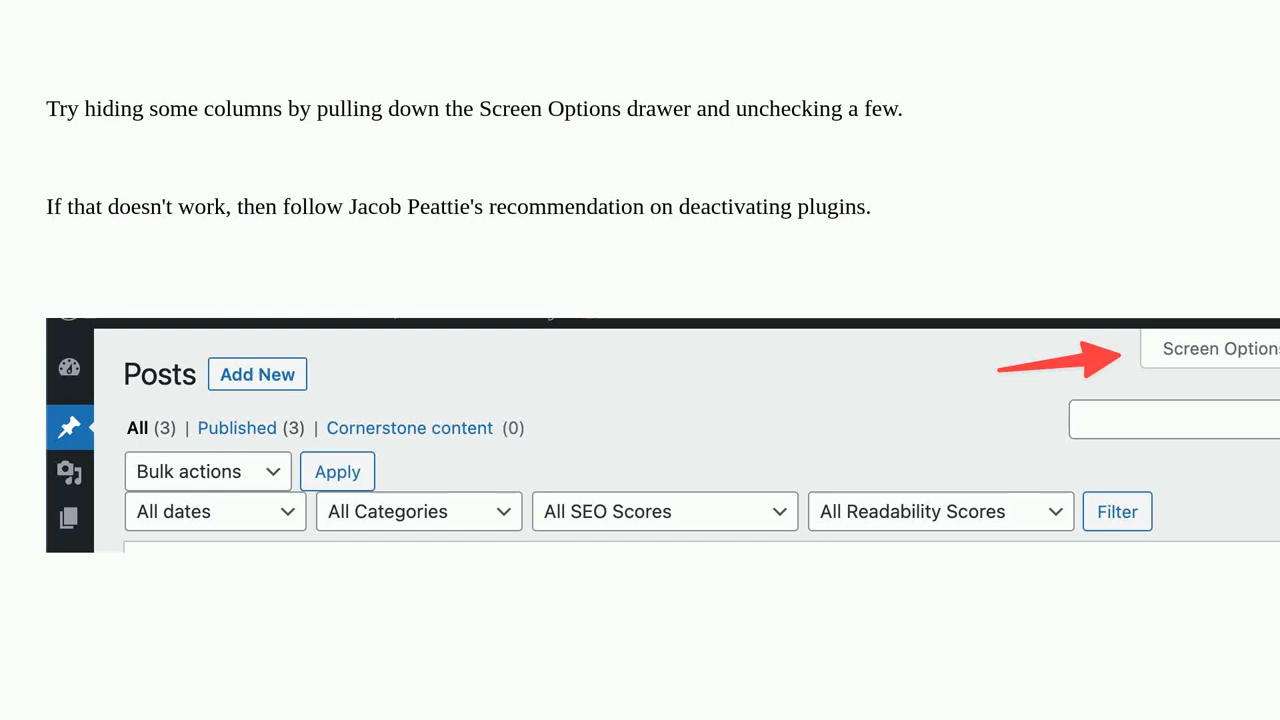 Try hiding some columns by pulling down the Screen Options drawer and unchecking a few.
If that doesn't work, then follow Jacob Peattie's recommendation on deactivating plugins.
Screen Option
Posts Add New
All (3) | Published (3) | Cornerstone content (0)
Bulk actions Apply
All dates All Categories All SEO Scores All Readability Scores Filter